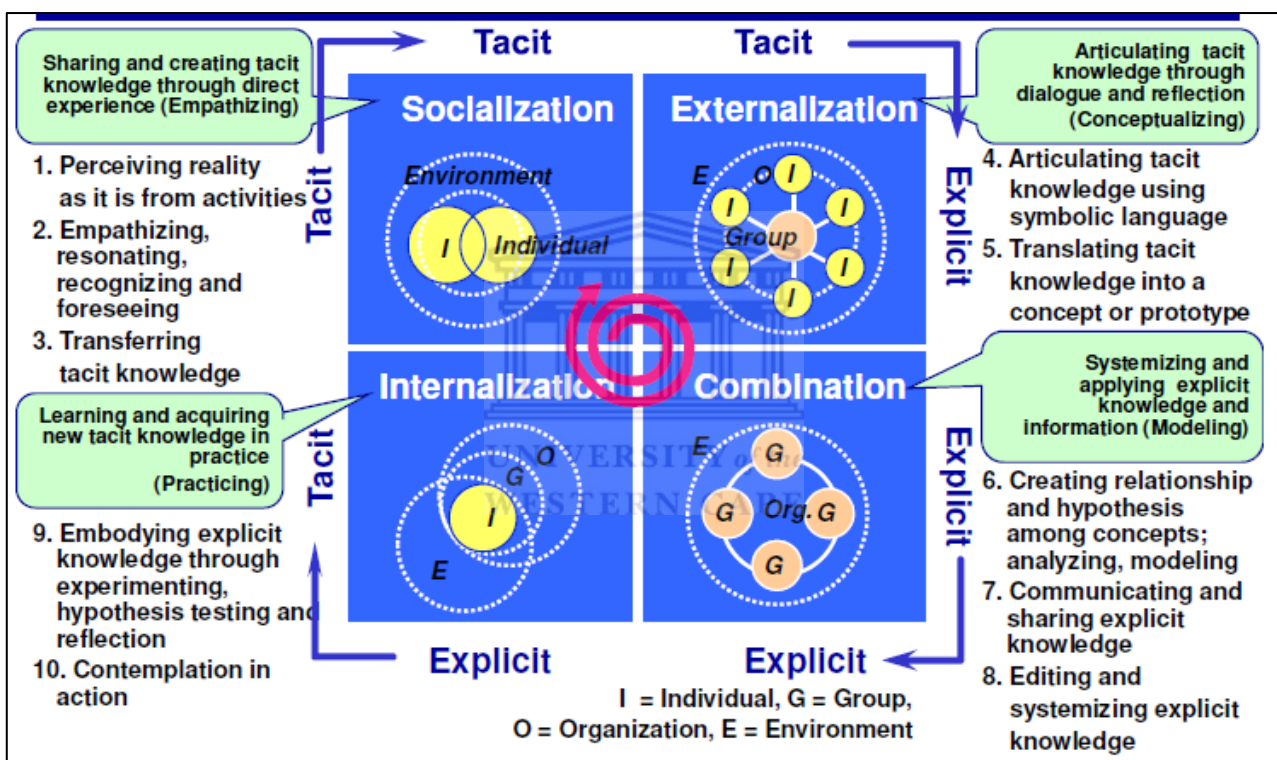 Tacit
Tacit
Sharing and creating tacit
knowledge through direct
experience (Empathizing)
1. Perceiving reality
as it is from activities
2. Empathizing,
resonating,
recognizing and
foreseeing
3. Transferring
tacit knowledge
Tacit
Socialization
Environment
I
Individual
Externalization
E
O
I
I
I
Group
I
I
I
Explicit
Articulating tacit
knowledge through
dialogue and reflection
(Conceptualizing)
4. Articulating tacit
knowledge using
symbolic language
5. Translating tacit
knowledge into a
concept or prototype
Learning and acquiring
new tacit knowledge in
practice
(Practicing)
9. Embodying explicit
knowledge through
experimenting,
hypothesis testing and
reflection
10. Contemplation in
action
Tacit
Internalization
O
G
I
E
Combination
E
G
G
Org.
G
G
UNIVERSITY of the
WESTERN CAPE
Explicit
Systemizing and
applying explicit
knowledge and
information (Modeling)
6. Creating relationship
and hypothesis
among concepts;
analyzing, modeling
7. Communicating and
sharing explicit
knowledge
8. Editing and
systemizing explicit
knowledge
Explicit
Explicit
I = Individual, G = Group,
O = Organization, E = Environment